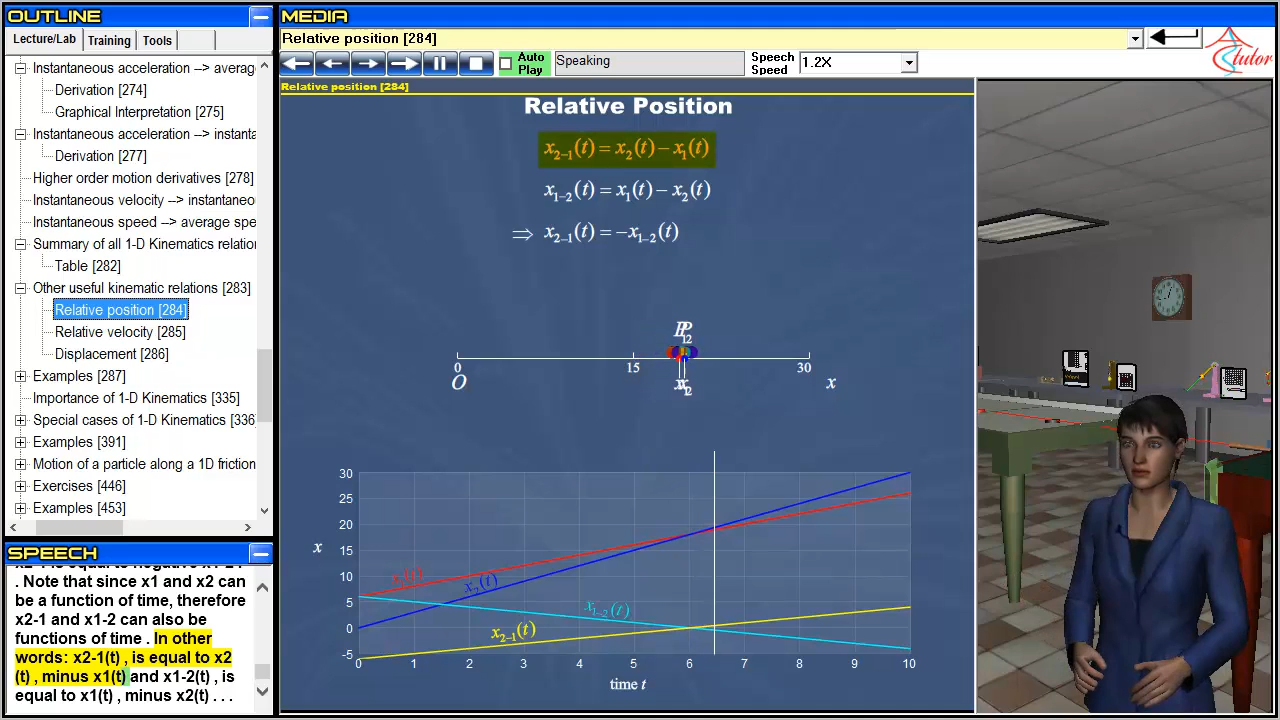 OUTLINE
Lecture/Lab Training Tools
Instantaneous acceleration --> averag
Derivation [274]
Graphical Interpretation [275]
Instantaneous acceleration --> instanta
Derivation [277]
Higher order motion derivatives [278]
Instantaneous velocity --> instantaneo
Instantaneous speed --> average spe
Summary of all 1-D Kinematics relatior
Table [282]
Other useful kinematic relations [283]
Relative position [284]
Relative velocity [285]
Displacement [286]
Examples [287]
Importance of 1-D Kinematics [335]
Special cases of 1-D Kinematics [336]
Examples [391]
Motion of a particle along a 1D friction
Exercises [446]
Examples [453]
SPEECH
. Note that since x1 and x2 can
be a function of time, therefore
x2-1 and x1-2 can also be
functions of time . In other
words: x2-1(t) , is equal to x2
(t) , minus x1(t) and x1-2(t) , is
equal to x1(t) , minus x2(t) . . .
MEDIA
Relative position [284]
Auto Play
Speaking
Speech Speed
1.2X
tutor
Relative position [284]
Relative Position
x₂₋₁(t) = x₂(t) − x₁(t)
x₁₋₂(t) = x₁(t) − x₂(t)
⇒ x₂₋₁(t) = −x₁₋₂(t)
0 15 30
O x
30
25
20
15
10
5
0
-5
x
x₁(t)
x₂(t)
x₁₋₂(t)
x₂₋₁(t)
0 1 2 3 4 5 6 7 8 9 10
time t